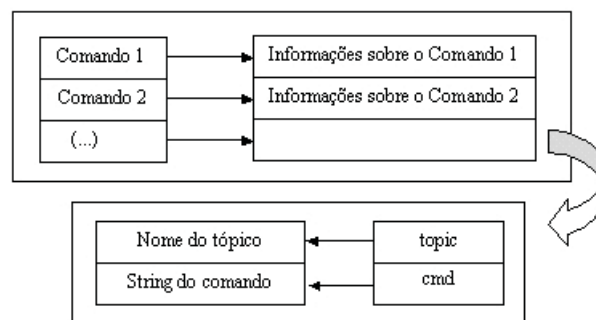 Comando 1
Informações sobre o Comando 1
Comando 2
Informações sobre o Comando 2
(...)
Nome do tópico
topic
String do comando
cmd